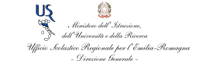 US
Ministero dell'Istruzione,
dell'Università e della Ricerca
Ufficio Scolastico Regionale per l'Emilia-Romagna
- Direzione Generale -